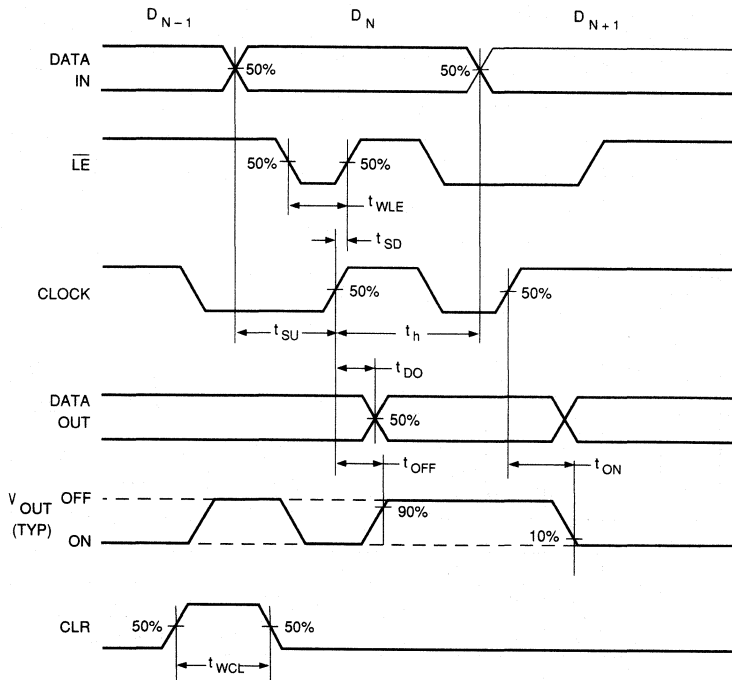 D N – 1 D N D N + 1
DATA IN 50% 50%
LE 50% 50%
t WLE
t SD
CLOCK 50% 50%
t SU t h
t DO
DATA OUT 50%
t OFF t ON
V OUT (TYP) OFF 90%
ON 10%
CLR 50% 50%
t WCL